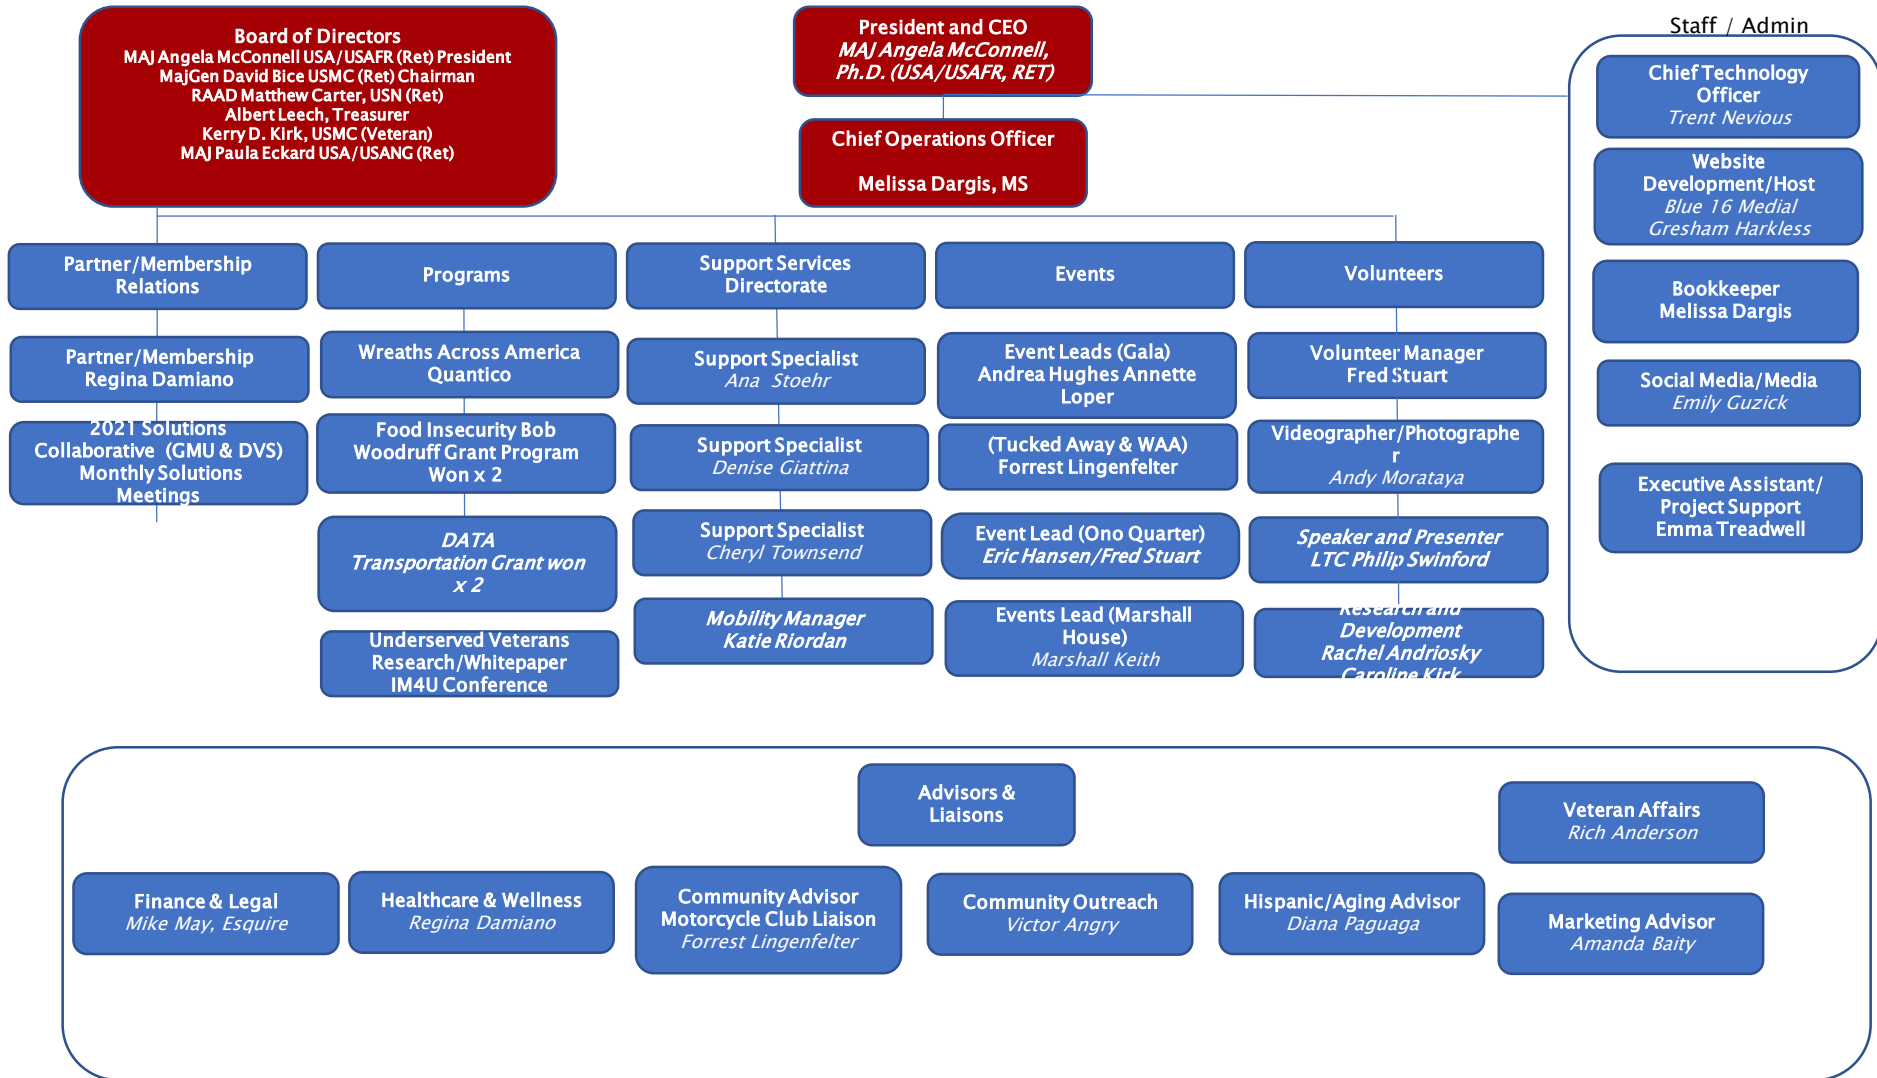 Board of Directors
MAJ Angela McConnell USA/USAFR (Ret) President
MajGen David Bice USMC (Ret) Chairman
RAAD Matthew Carter, USN (Ret)
Albert Leech, Treasurer
Kerry D. Kirk, USMC (Veteran)
MAJ Paula Eckard USA/USANG (Ret)
President and CEO
MAJ Angela McConnell,
Ph.D. (USA/USAFR, RET)
Chief Operations Officer
Melissa Dargis, MS
Staff / Admin
Chief Technology
Officer
Trent Nevious
Website
Development/Host
Blue 16 Medial
Gresham Harkless
Bookkeeper
Melissa Dargis
Social Media/Media
Emily Guzick
Executive Assistant/
Project Support
Emma Treadwell
Partner/Membership
Relations
Partner/Membership
Regina Damiano
2021 Solutions
Collaborative (GMU & DVS)
Monthly Solutions
Meetings
Programs
Wreaths Across America
Quantico
Food Insecurity Bob
Woodruff Grant Program
Won x 2
DATA
Transportation Grant won
x 2
Underserved Veterans
Research/Whitepaper
IM4U Conference
Support Services
Directorate
Support Specialist
Ana Stoehr
Support Specialist
Denise Giattina
Support Specialist
Cheryl Townsend
Mobility Manager
Katie Riordan
Events
Event Leads (Gala)
Andrea Hughes Annette
Loper
(Tucked Away & WAA)
Forrest Lingenfelter
Event Lead (Ono Quarter)
Eric Hansen/Fred Stuart
Events Lead (Marshall
House)
Marshall Keith
Volunteers
Volunteer Manager
Fred Stuart
Videographer/Photographe
r
Andy Morataya
Speaker and Presenter
LTC Philip Swinford
Research and
Development
Rachel Andriosky
Caroline Kirk
Advisors &
Liaisons
Finance & Legal
Mike May, Esquire
Healthcare & Wellness
Regina Damiano
Community Advisor
Motorcycle Club Liaison
Forrest Lingenfelter
Community Outreach
Victor Angry
Hispanic/Aging Advisor
Diana Paguaga
Veteran Affairs
Rich Anderson
Marketing Advisor
Amanda Baity